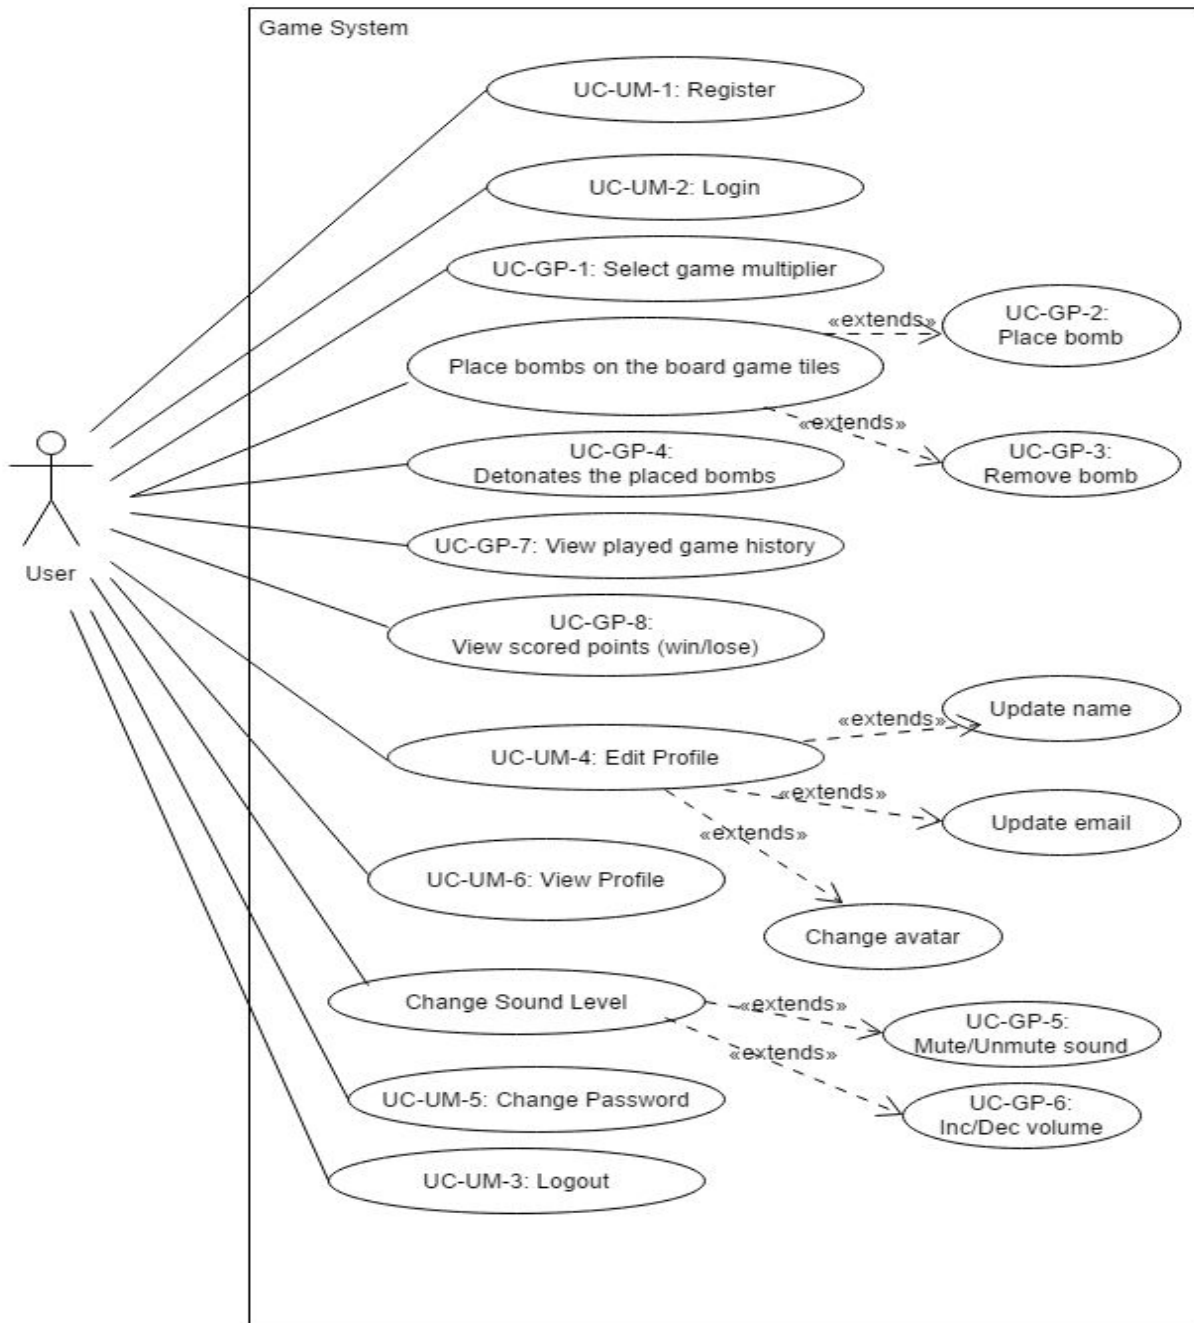 Game System
UC-UM-1: Register
UC-UM-2: Login
UC-GP-1: Select game multiplier
«extends»
UC-GP-2:
Place bomb
Place bombs on the board game tiles
«extends»
UC-GP-3:
Remove bomb
UC-GP-4:
Detonates the placed bombs
UC-GP-7: View played game history
User
UC-GP-8:
View scored points (win/lose)
Update name
«extends»
UC-UM-4: Edit Profile
«extends»
Update email
«extends»
UC-UM-6: View Profile
Change avatar
Change Sound Level
«extends»
UC-GP-5:
Mute/Unmute sound
«extends»
UC-GP-6:
Inc/Dec volume
UC-UM-5: Change Password
UC-UM-3: Logout